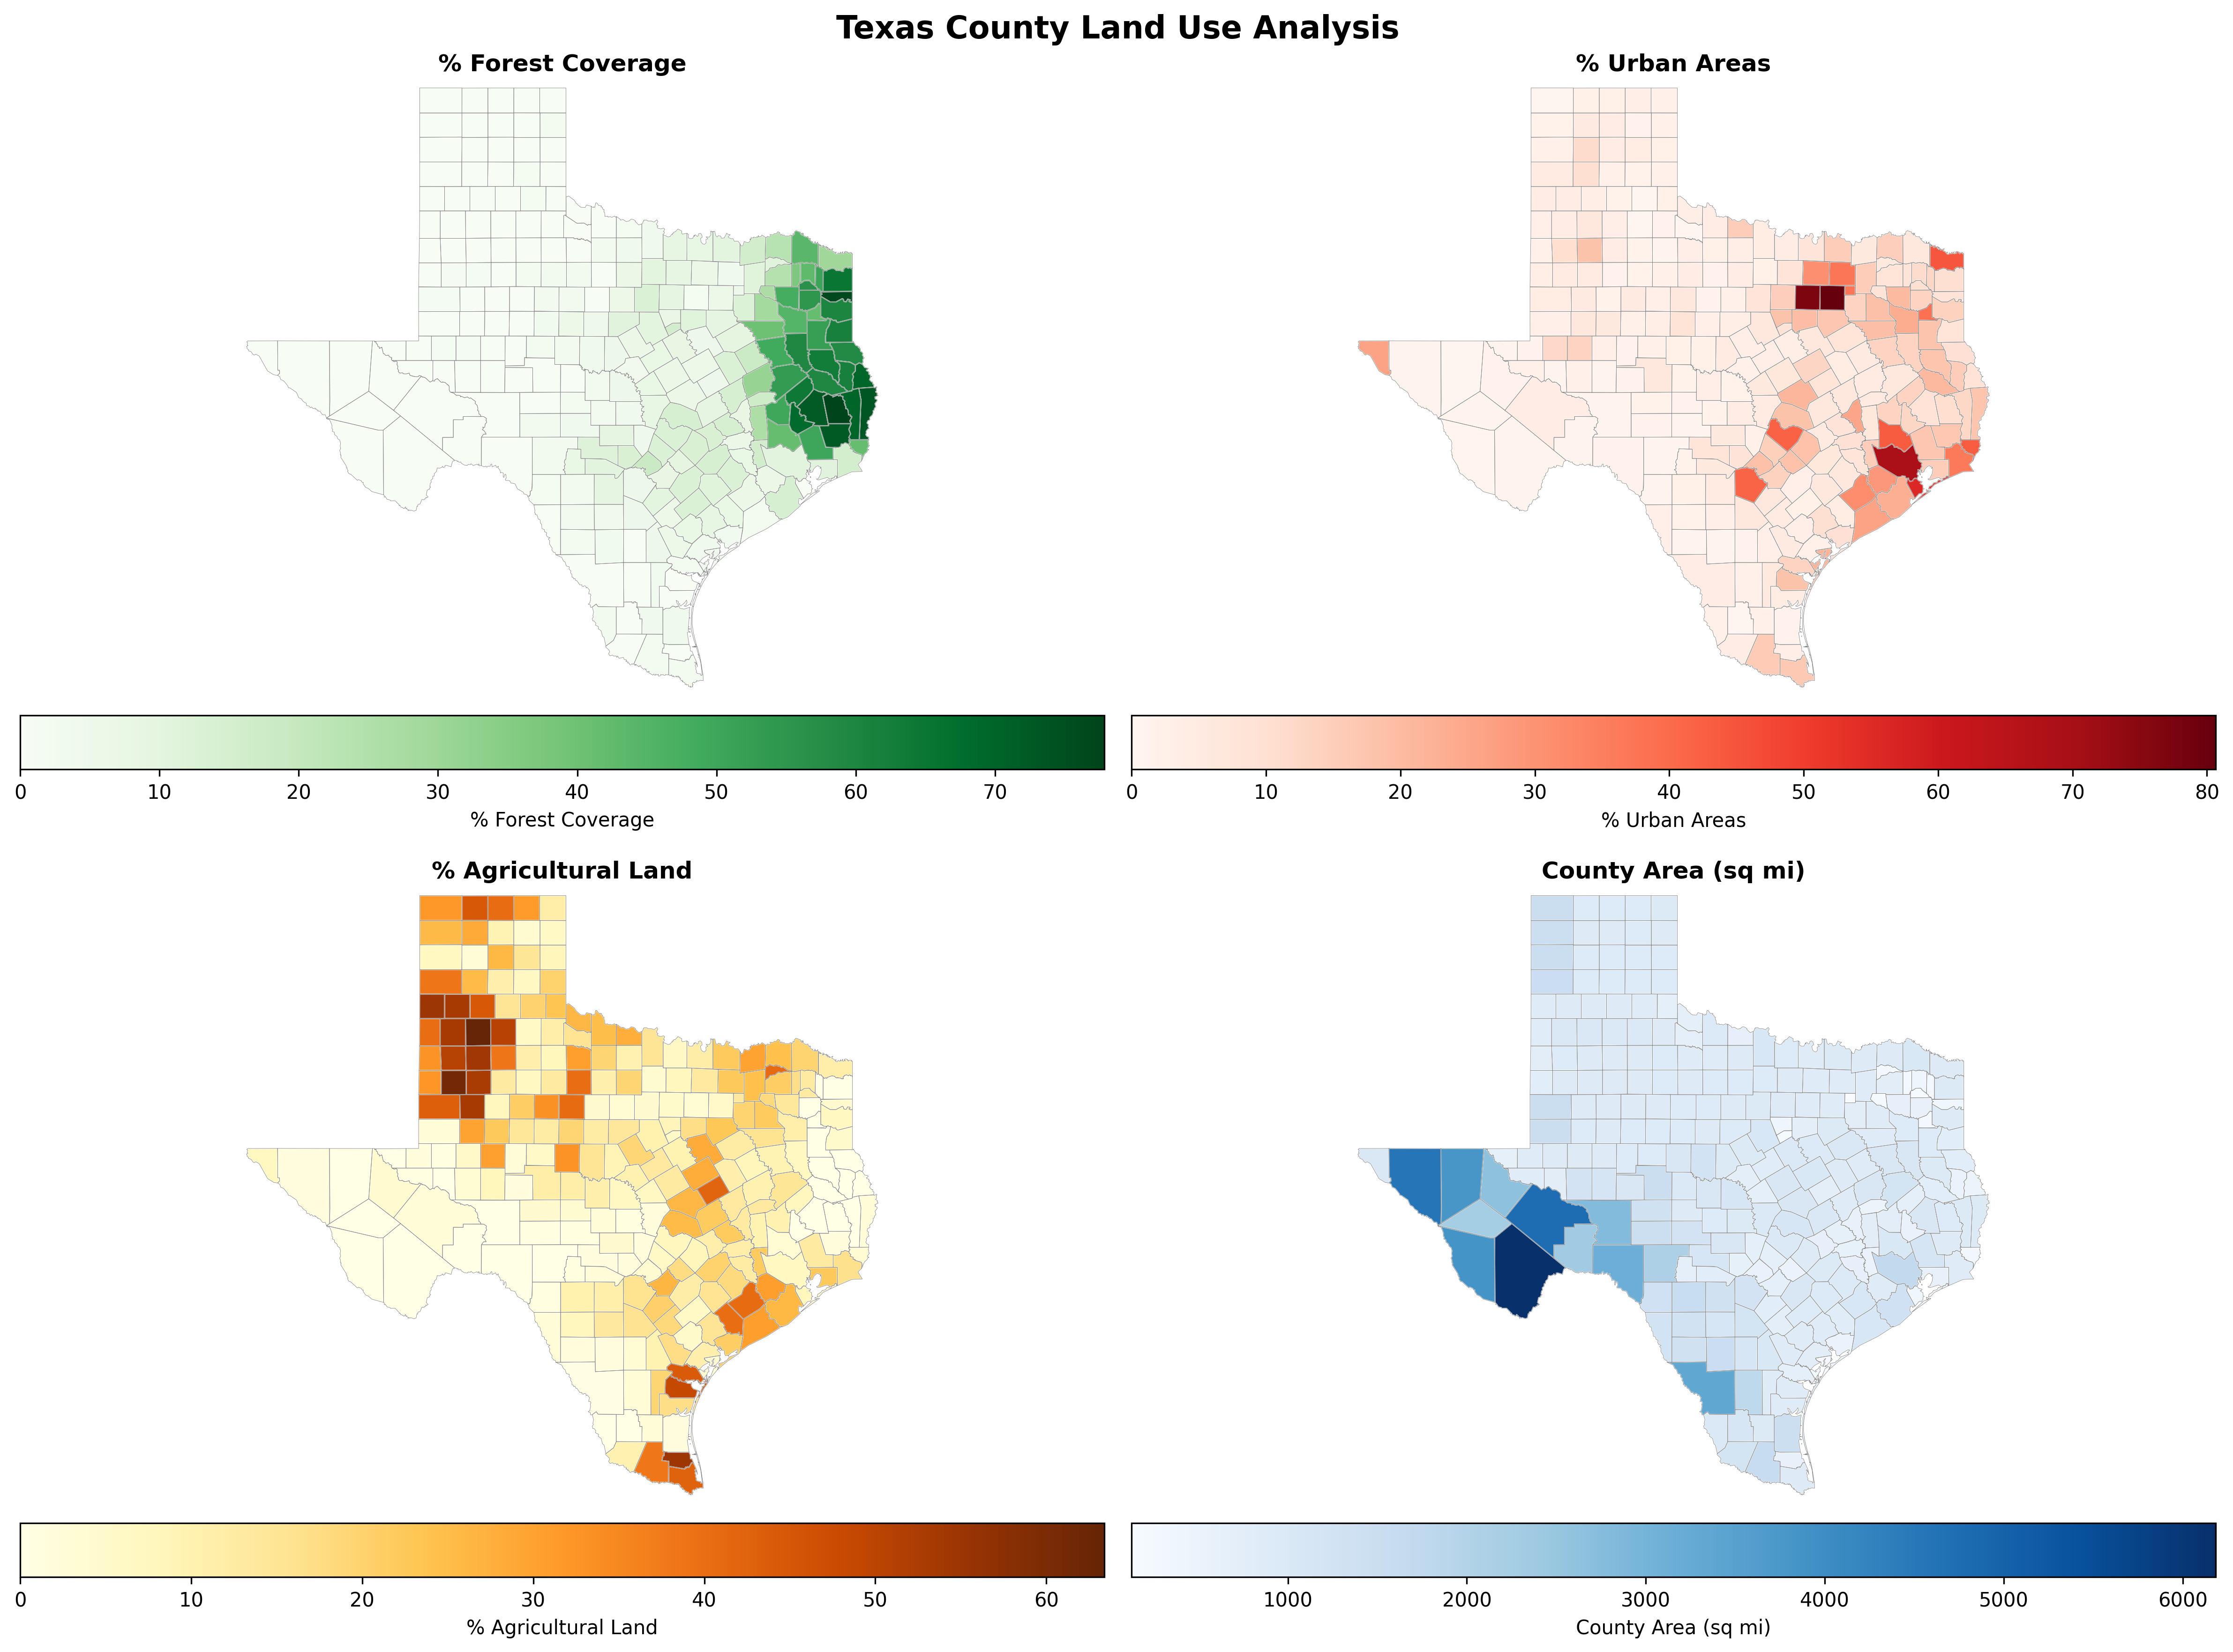 Texas County Land Use Analysis
% Forest Coverage
% Urban Areas
0 10 20 30 40 50 60 70
% Forest Coverage
0 10 20 30 40 50 60 70 80
% Urban Areas
% Agricultural Land
County Area (sq mi)
0 10 20 30 40 50 60
% Agricultural Land
1000 2000 3000 4000 5000 6000
County Area (sq mi)